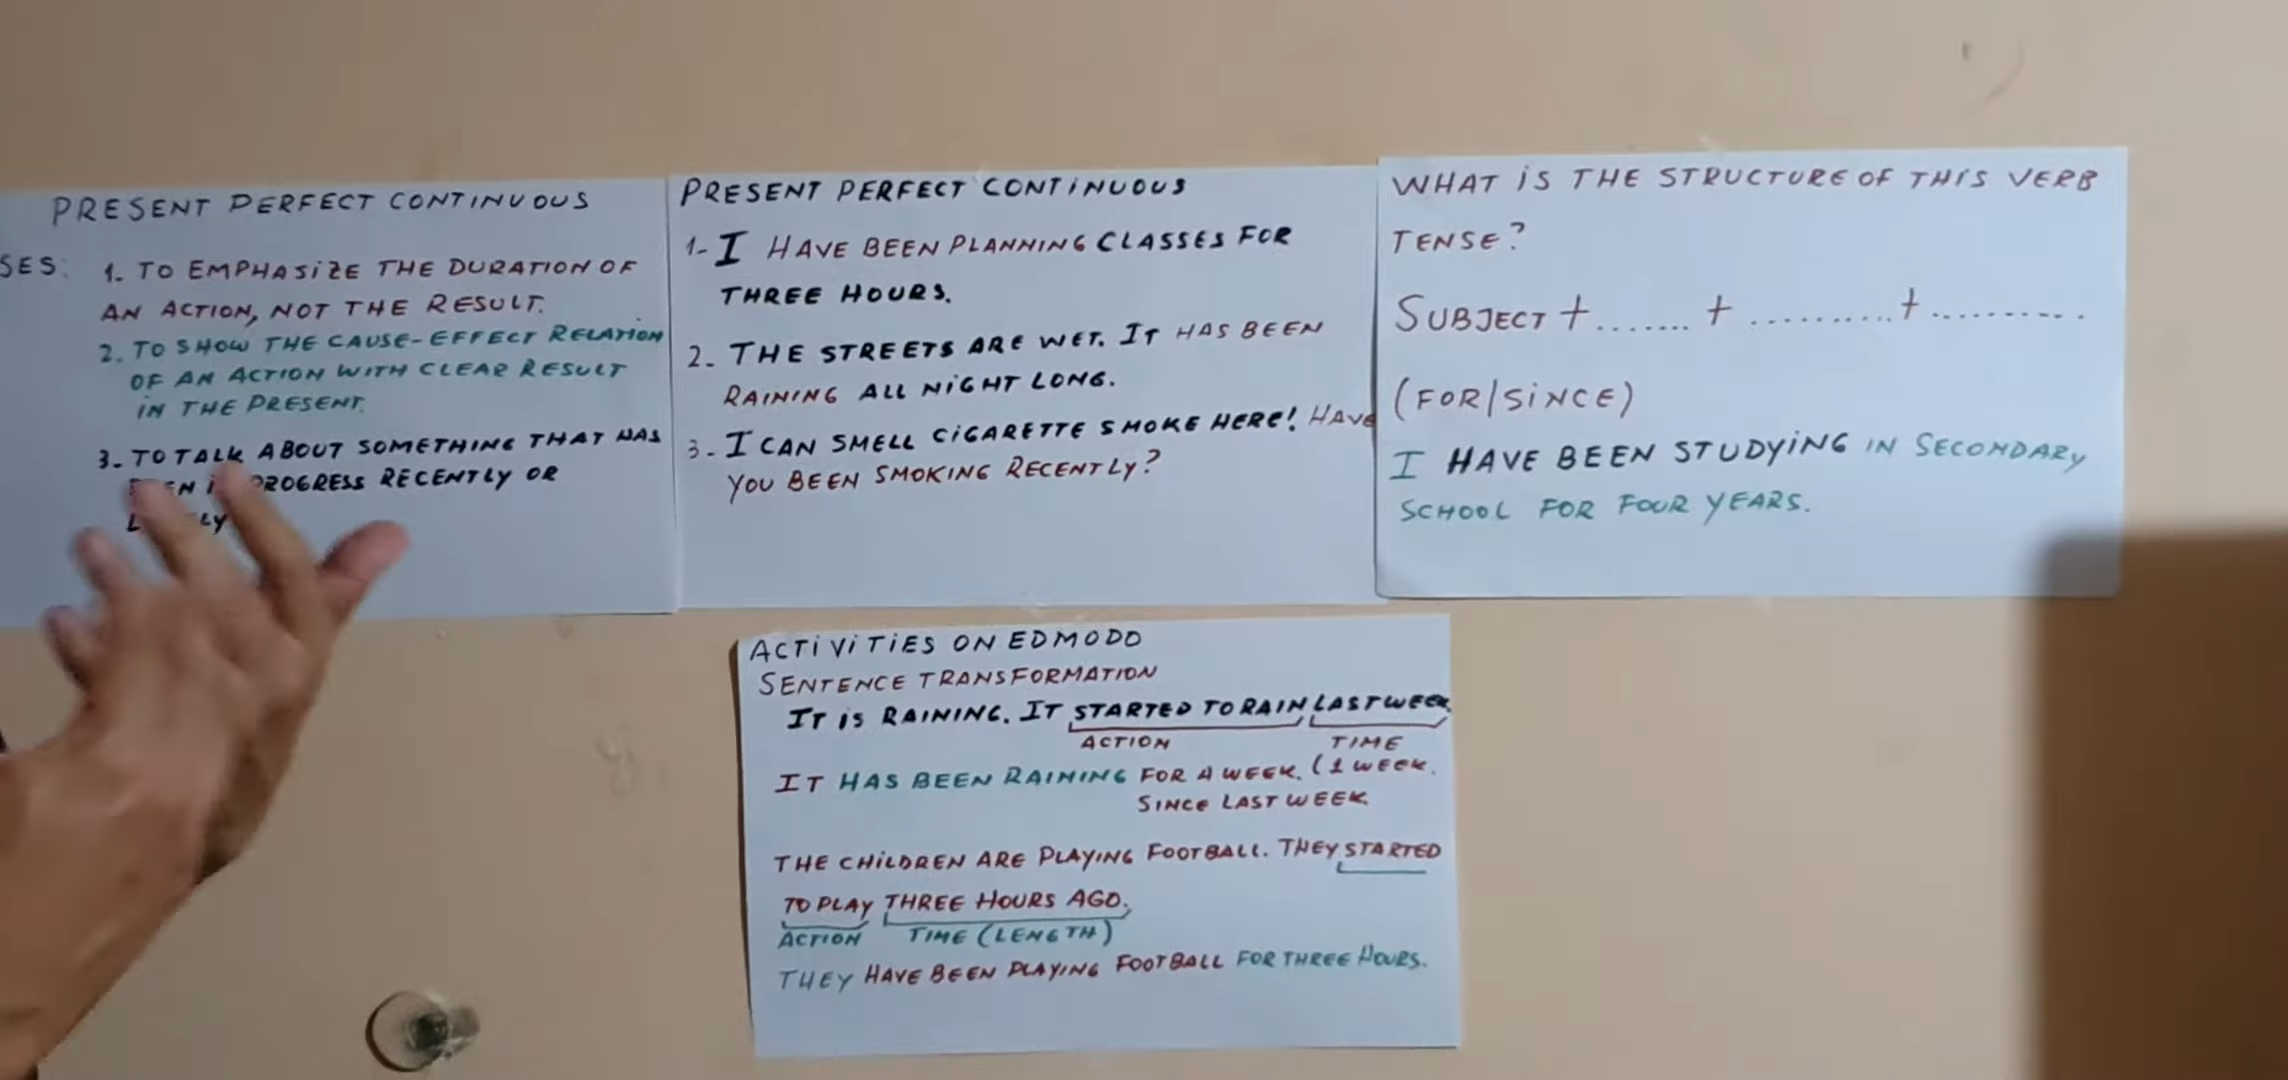 PRESENT PERFECT CONTINUOUS
SES: 1. TO EMPHASIZE THE DURATION OF
AN ACTION, NOT THE RESULT.
2. TO SHOW THE CAUSE-EFFECT RELATION
OF AN ACTION WITH CLEAR RESULT
IN THE PRESENT.
3. TO TALK ABOUT SOMETHING THAT HAS
PROGRESS RECENTLY OR
PRESENT PERFECT CONTINUOUS
1- I HAVE BEEN PLANNING CLASSES FOR
THREE HOURS.
2. THE STREETS ARE WET. IT HAS BEEN
RAINING ALL NIGHT LONG.
3. I CAN SMELL CIGARETTE SMOKE HERE! HAVE
YOU BEEN SMOKING RECENTLY?
WHAT IS THE STRUCTURE OF THIS VERB
TENSE?
SUBJECT + ....... + ........... + ...........
(FOR/SINCE)
I HAVE BEEN STUDYING IN SECONDARY
SCHOOL FOR FOUR YEARS.
ACTIVITIES ON EDMODO
SENTENCE TRANSFORMATION
IT IS RAINING. IT STARTED TO RAIN LAST WEEK.
ACTION TIME
IT HAS BEEN RAINING FOR A WEEK. (1 WEEK.
SINCE LAST WEEK.
THE CHILDREN ARE PLAYING FOOTBALL. THEY STARTED
TO PLAY THREE HOURS AGO.
ACTION TIME (LENGTH)
THEY HAVE BEEN PLAYING FOOTBALL FOR THREE HOURS.